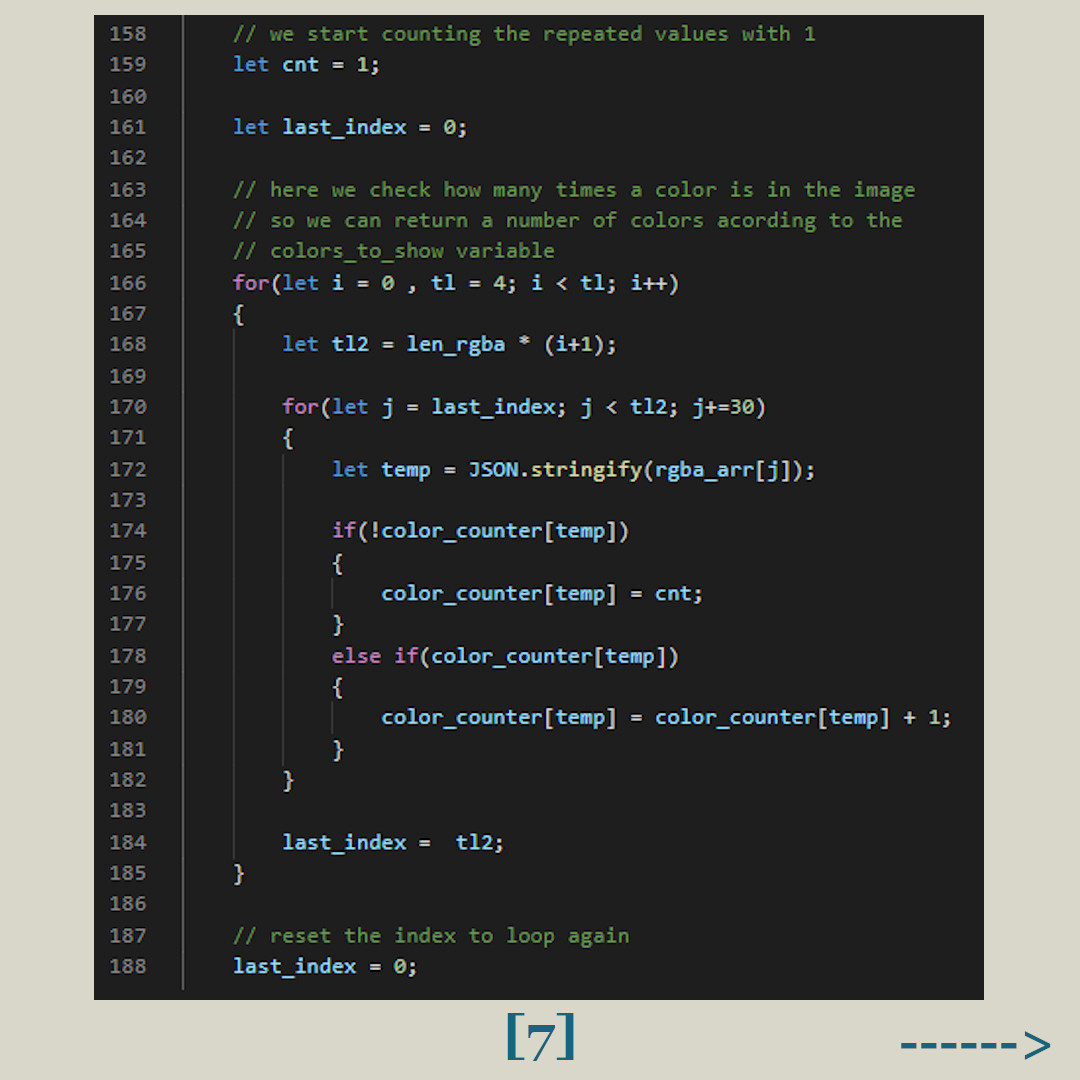 158 // we start counting the repeated values with 1
159 let cnt = 1;
160
161 let last_index = 0;
162
163 // here we check how many times a color is in the image
164 // so we can return a number of colors acording to the
165 // colors_to_show variable
166 for(let i = 0 , tl = 4; i < tl; i++)
167 {
168 let tl2 = len_rgba * (i+1);
169
170 for(let j = last_index; j < tl2; j+=30)
171 {
172 let temp = JSON.stringify(rgba_arr[j]);
173
174 if(!color_counter[temp])
175 {
176 color_counter[temp] = cnt;
177 }
178 else if(color_counter[temp])
179 {
180 color_counter[temp] = color_counter[temp] + 1;
181 }
182 }
183
184 last_index =  tl2;
185 }
186
187 // reset the index to loop again
188 last_index = 0;
[7] ------>